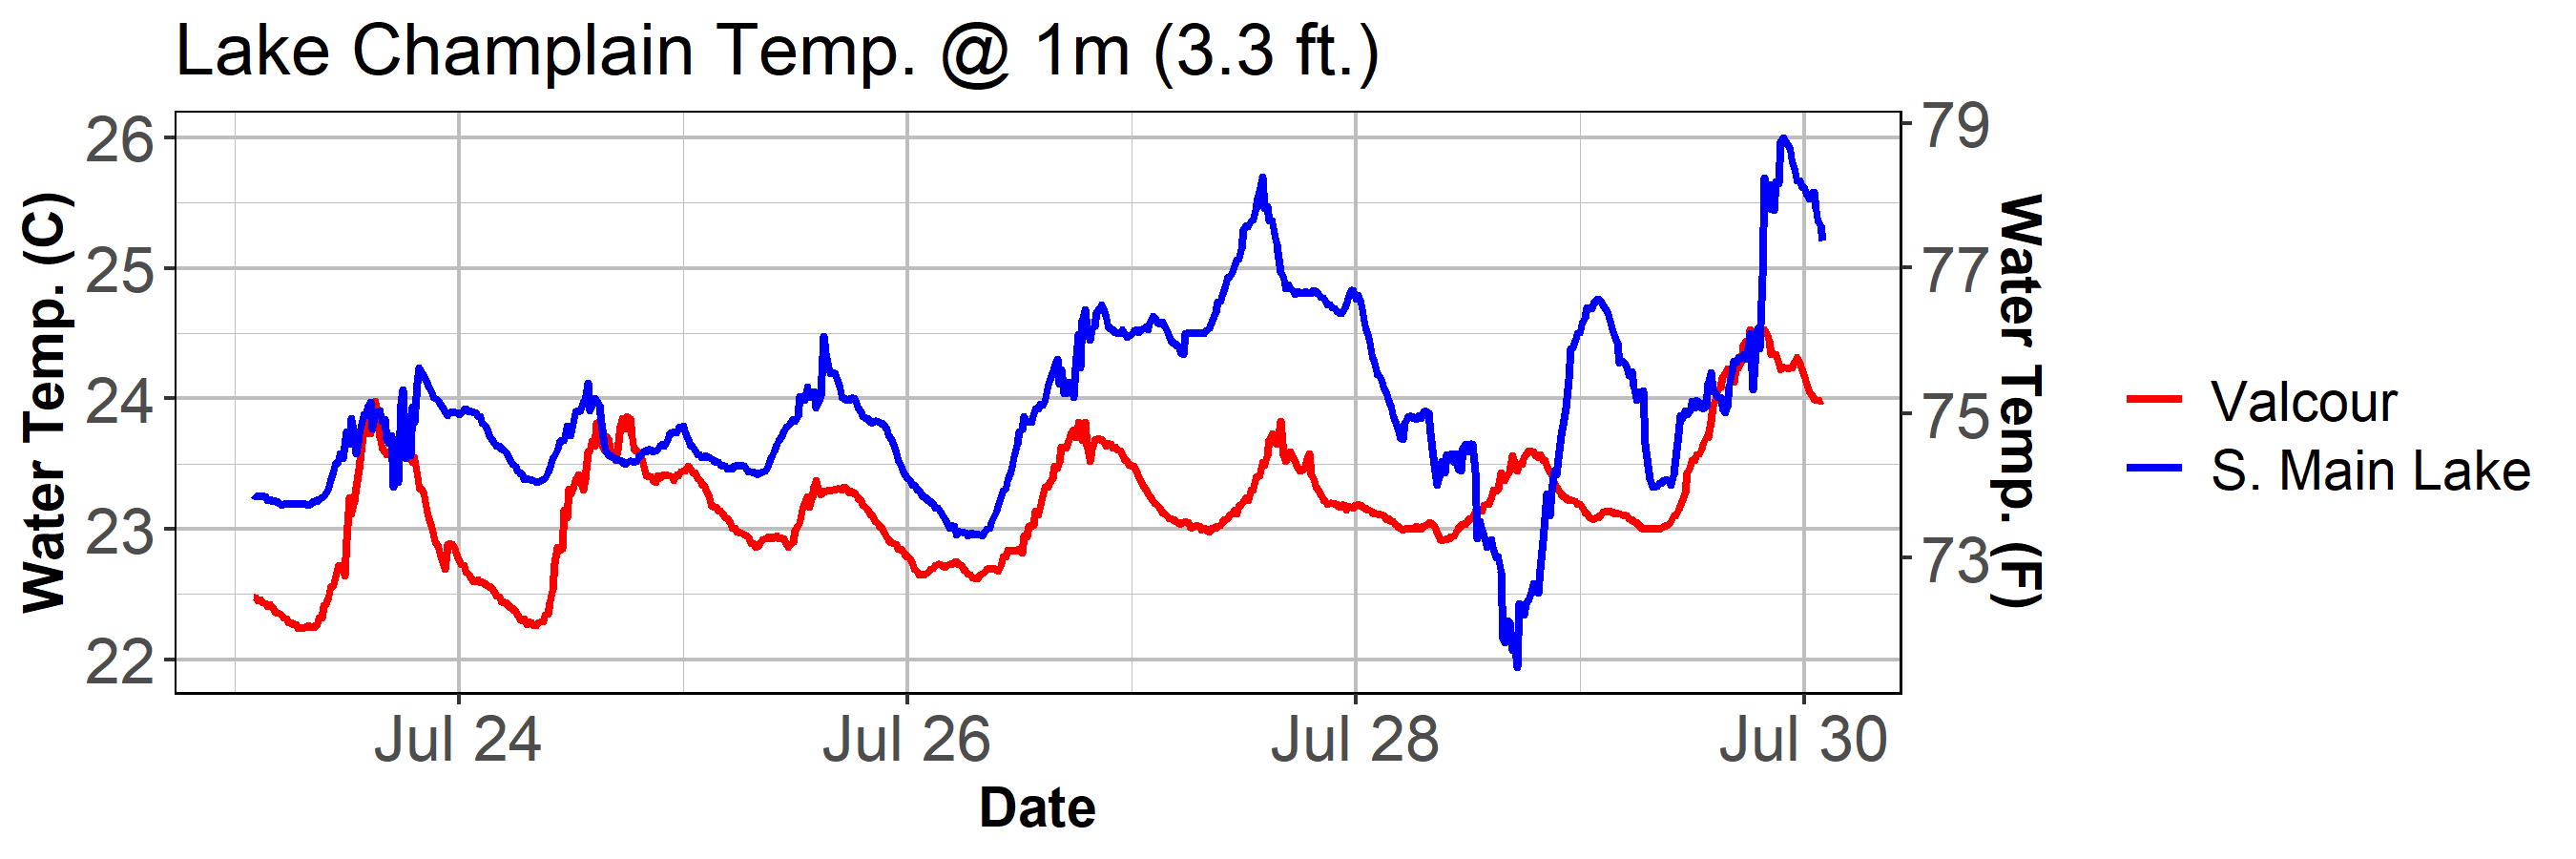 Lake Champlain Temp. @ 1m (3.3 ft.)
Water Temp. (C)
26
25
24
23
22
79
77
75
73
Water Temp. (F)
Jul 24
Jul 26
Jul 28
Jul 30
Date
Valcour
S. Main Lake